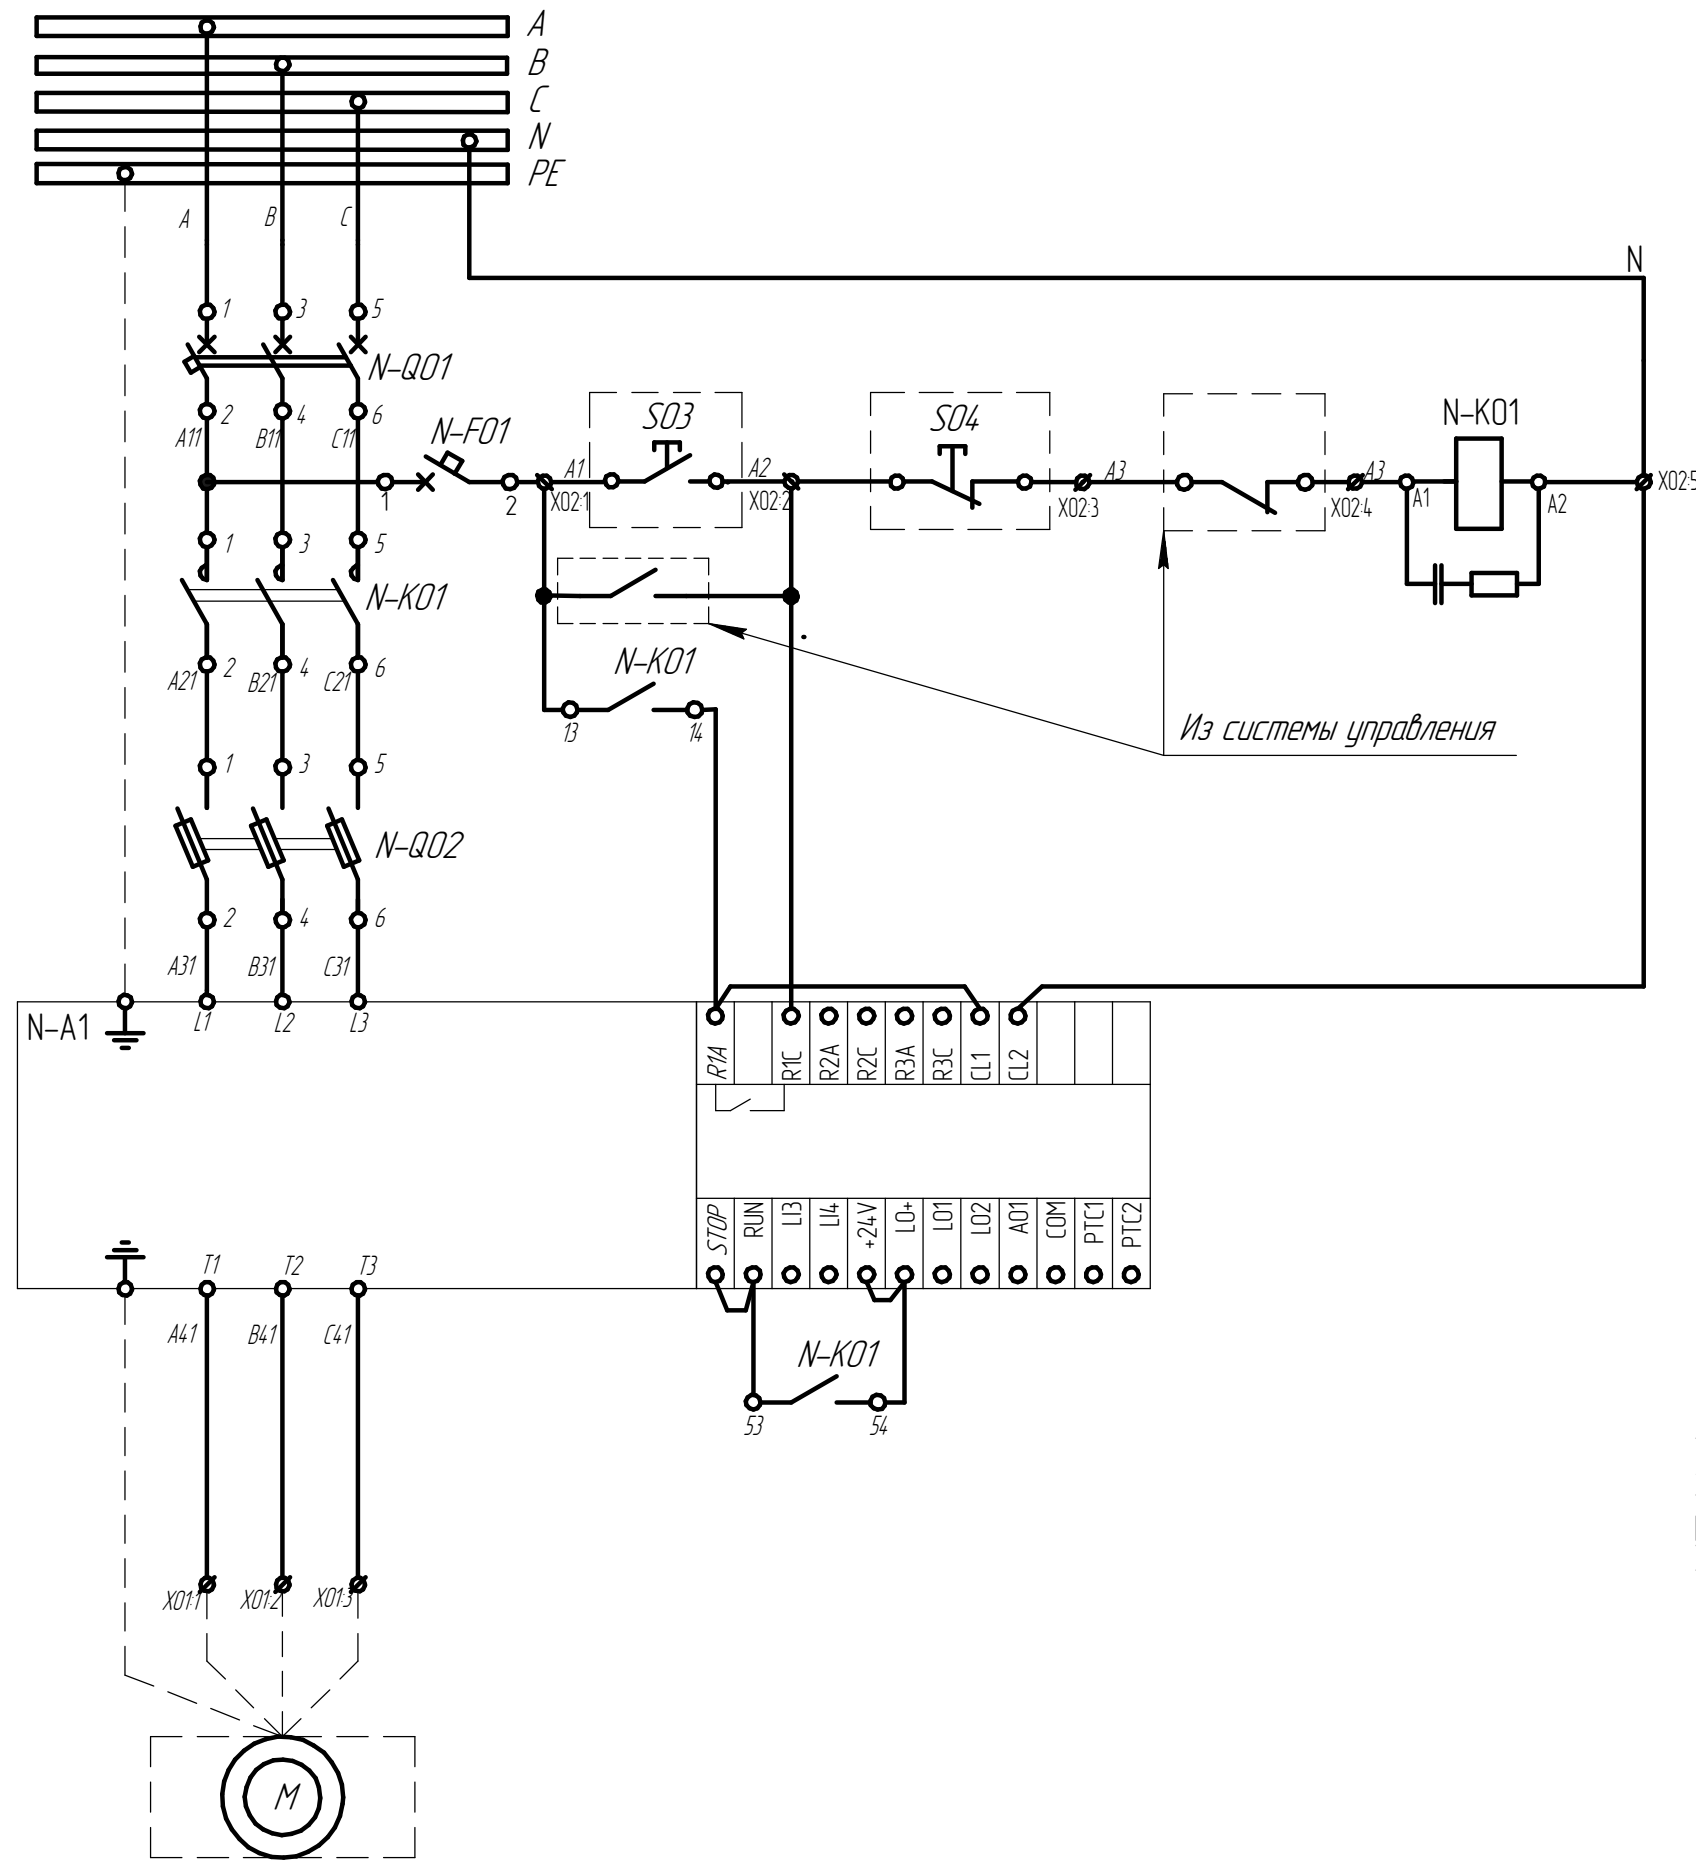 A
B
C
N
PE
A B C
N
1 3 5
N-Q01
2 4 6
A11 B11 C11
N-F01
S03
S04
N-K01
1 2
A1 A2 A3 A3
X02:1 X02:2 X02:3 X02:4 X02:5
A1 A2
1 3 5
N-K01
2 4 6
A21 B21 C21
N-K01
13 14
Из системы управления
1 3 5
N-Q02
2 4 6
A31 B31 C31
N-A1
L1 L2 L3
R1A R1C R2A R2C R3A R3C CL1 CL2
STOP RUN LI3 LI4 +24V LO+ LO1 LO2 AO1 COM PTC1 PTC2
T1 T2 T3
A41 B41 C41
N-K01
53 54
X01:1 X01:2 X01:3
M